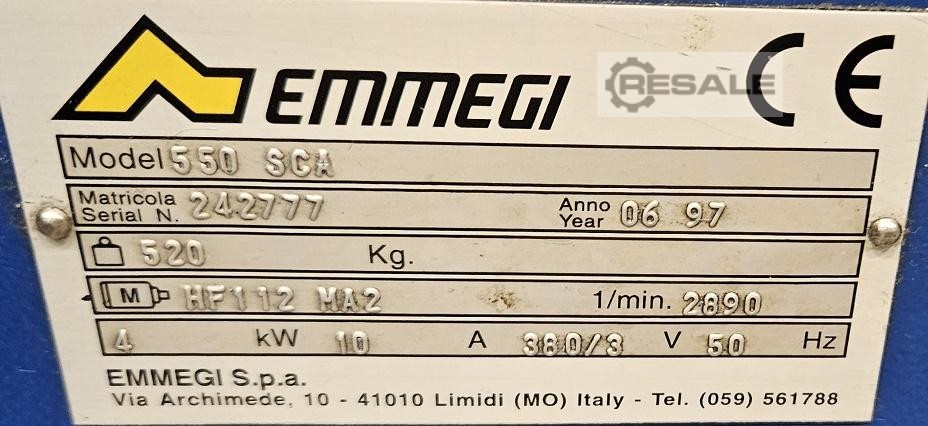 EMMEGI RESALE CE
Model 550 SCA
Matricola Serial N. 242777 Anno Year 06 97
520 Kg.
M HF112 MA2 1/min. 2890
4 kW 10 A 380/3 V 50 Hz
EMMEGI S.p.a.
Via Archimede, 10 - 41010 Limidi (MO) Italy - Tel. (059) 561788